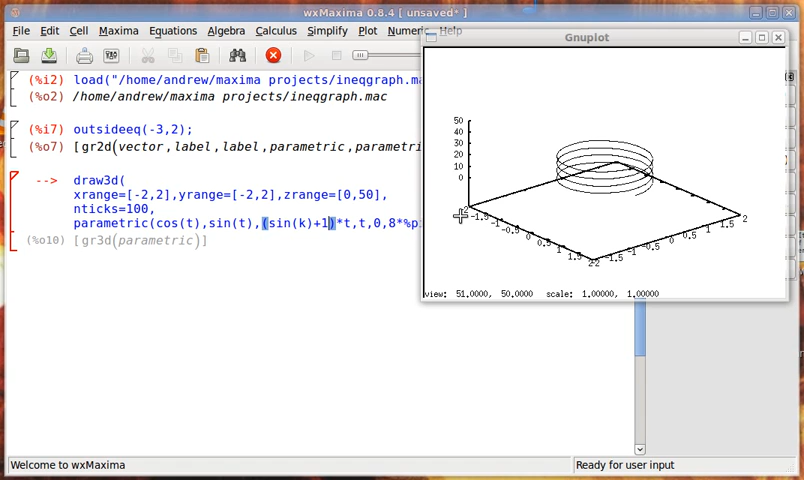 wxMaxima 0.8.4 [ unsaved* ]
File Edit Cell Maxima Equations Algebra Calculus Simplify Plot Numeric Help
Gnuplot
(%i2) load("/home/andrew/maxima projects/ineqgraph.ma
(%o2) /home/andrew/maxima projects/ineqgraph.mac
(%i7) outsideeq(-3,2);
(%o7) [gr2d(vector,label,label,parametric,parametri
--> draw3d(
xrange=[-2,2],yrange=[-2,2],zrange=[0,50],
nticks=100,
parametric(cos(t),sin(t),(sin(k)+1)*t,t,0,8*%p
(%o10) [gr3d(parametric)]
50
40
30
20
10
0
-2
-1.5
-1
-0.5
0
0.5
1
1.5
2
-2
-1.5
-1
-0.5
0
0.5
1
1.5
2
view: 51.0000, 50.0000 scale: 1.00000, 1.00000
Welcome to wxMaxima
Ready for user input